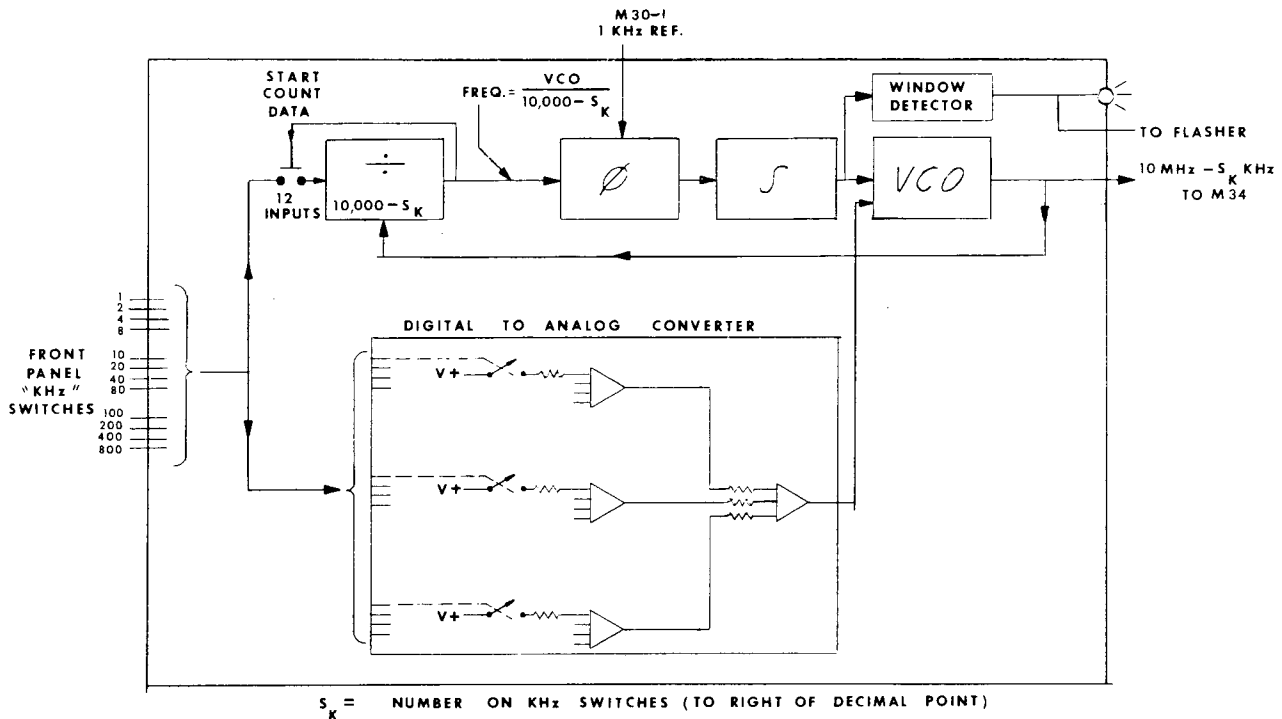 M30-1
1 KHz REF.
START
COUNT
DATA
FREQ. = VCO
10,000 - S_K
WINDOW
DETECTOR
TO FLASHER
÷
12
INPUTS
10,000 - S_K
φ
∫
VCO
10 MHz - S_K KHz
TO M34
1
2
4
8
10
20
40
80
100
200
400
800
FRONT
PANEL
"KHz"
SWITCHES
DIGITAL TO ANALOG CONVERTER
V+
V+
V+
S_K = NUMBER ON KHz SWITCHES (TO RIGHT OF DECIMAL POINT)